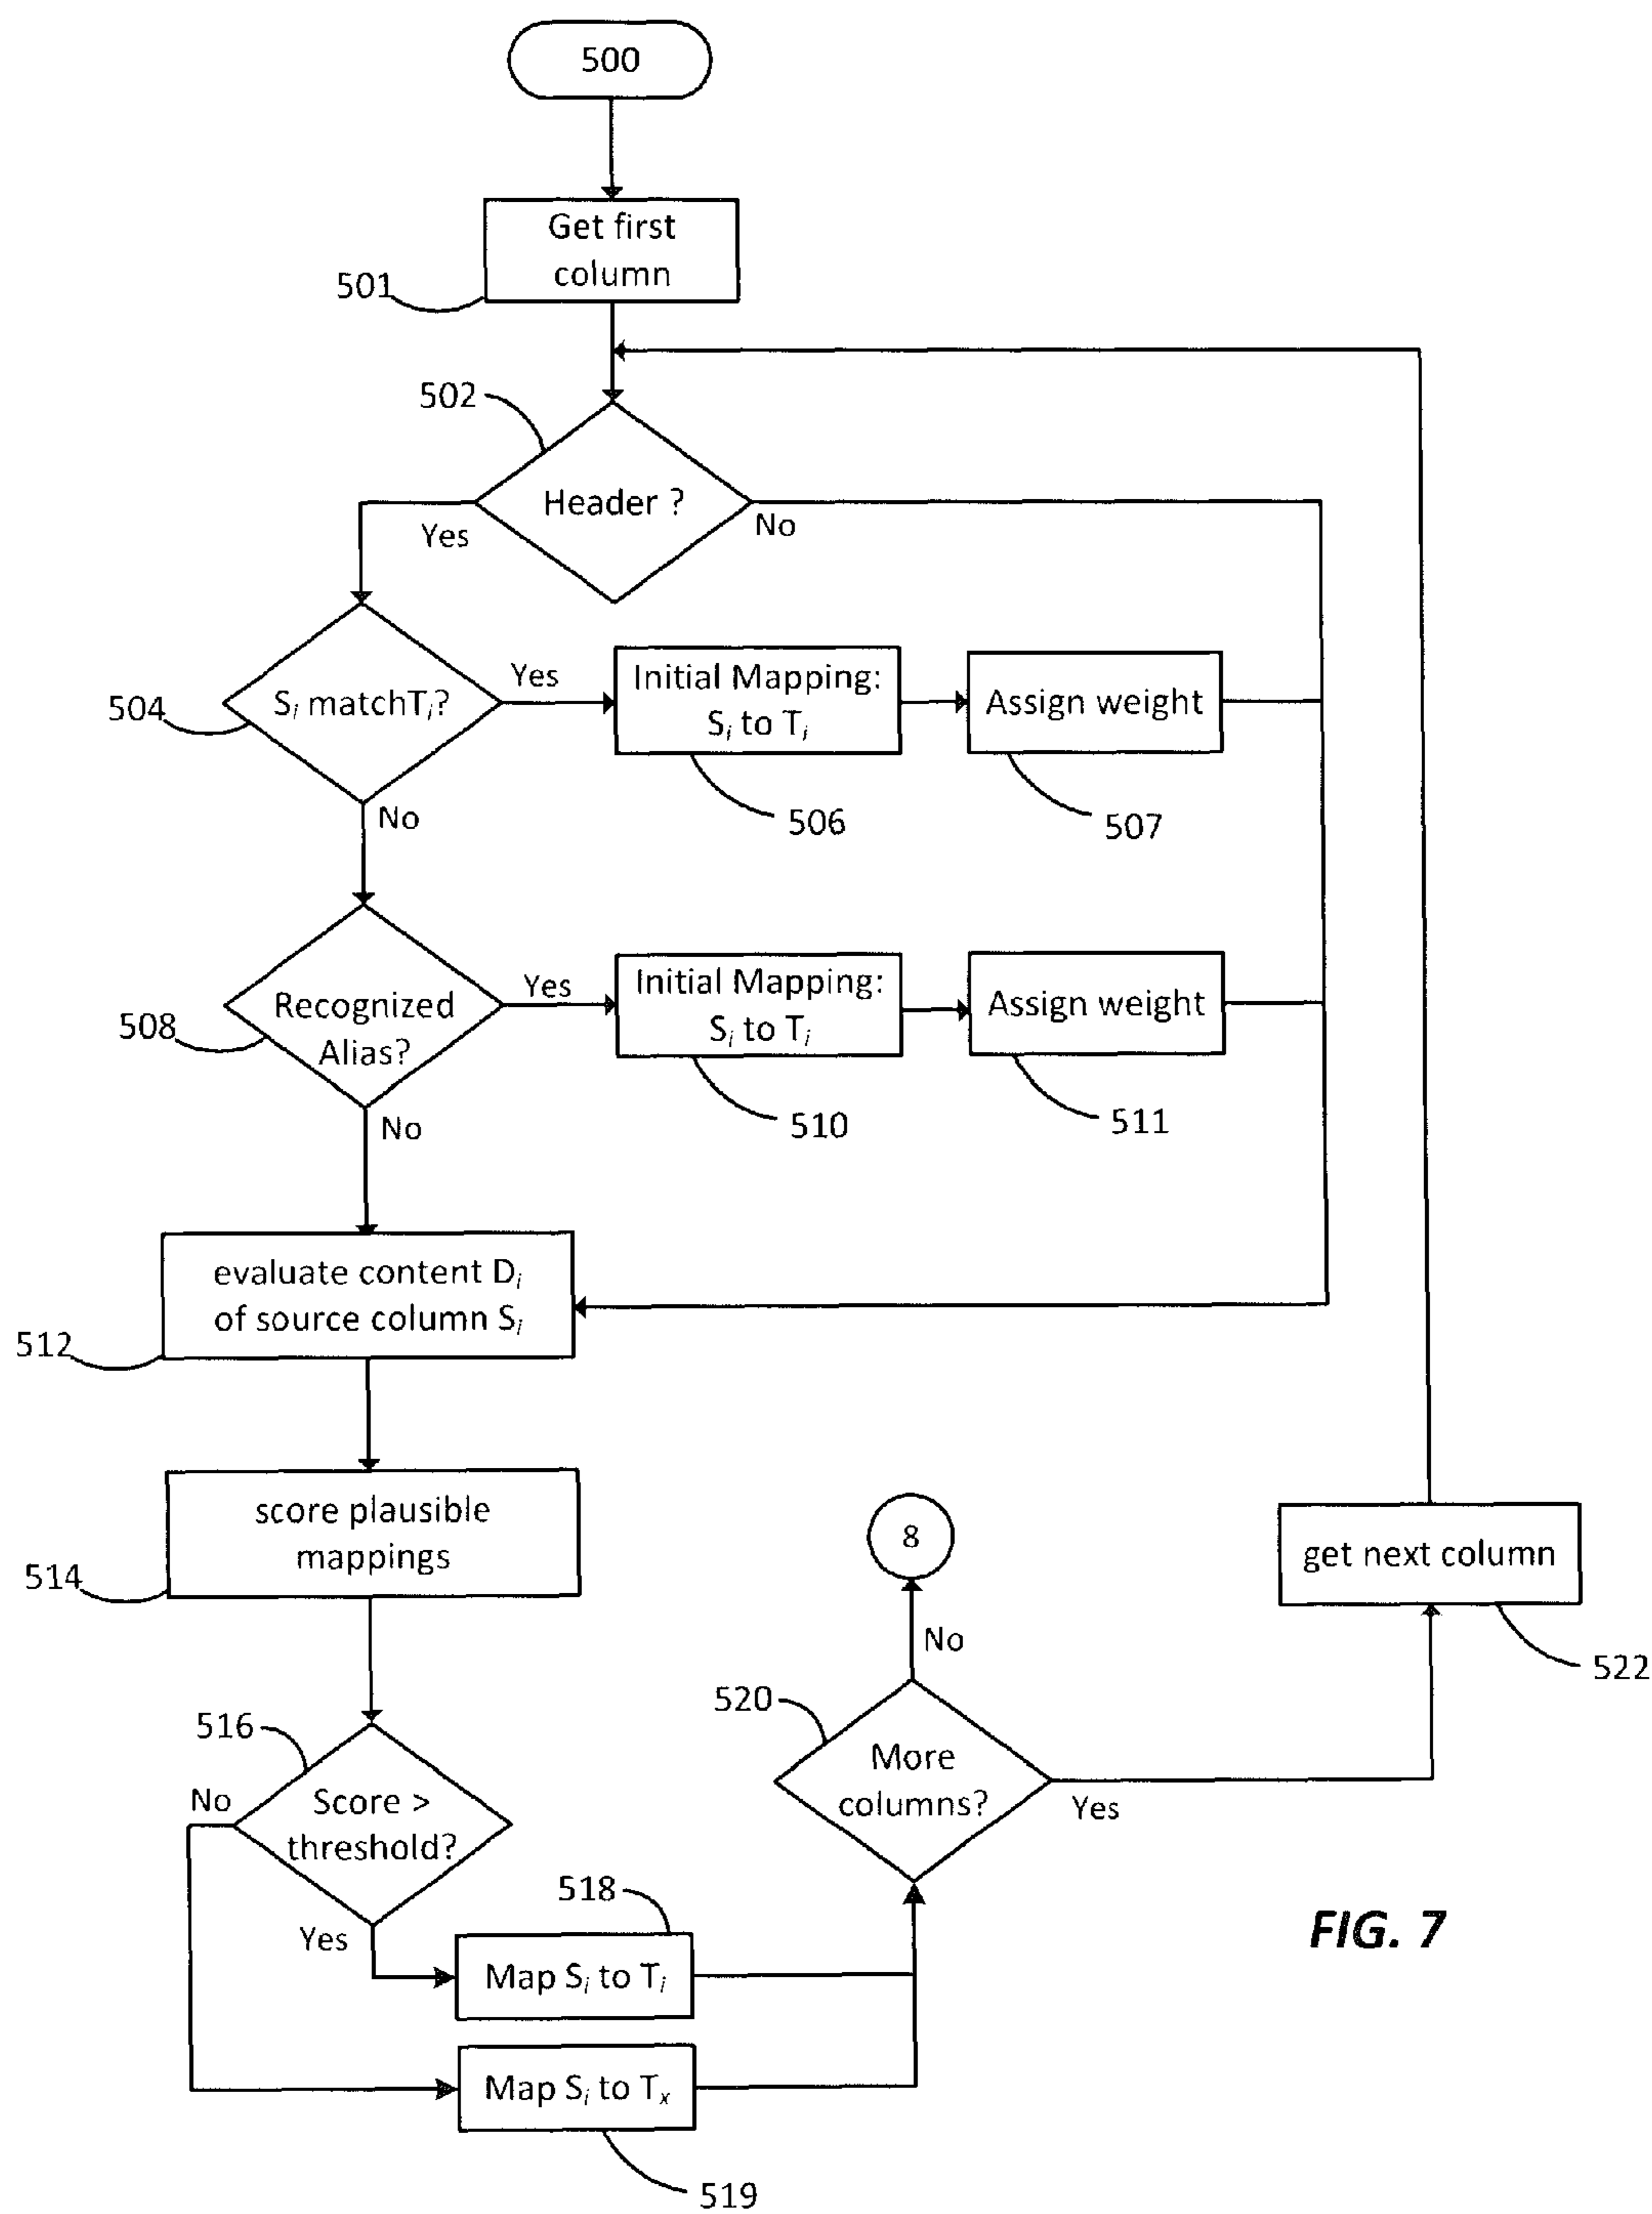 500
Get first
column
501
502
Header ?
Yes
No
504
Sᵢ matchTᵢ?
Yes
Initial Mapping:
Sᵢ to Tᵢ
Assign weight
506
507
No
508
Recognized
Alias?
Yes
Initial Mapping:
Sᵢ to Tᵢ
Assign weight
510
511
No
evaluate content Dᵢ
of source column Sᵢ
512
score plausible
mappings
514
8
get next column
No
522
516
No
Score >
threshold?
520
More
columns?
Yes
Yes
518
Map Sᵢ to Tᵢ
FIG. 7
Map Sᵢ to Tₓ
519